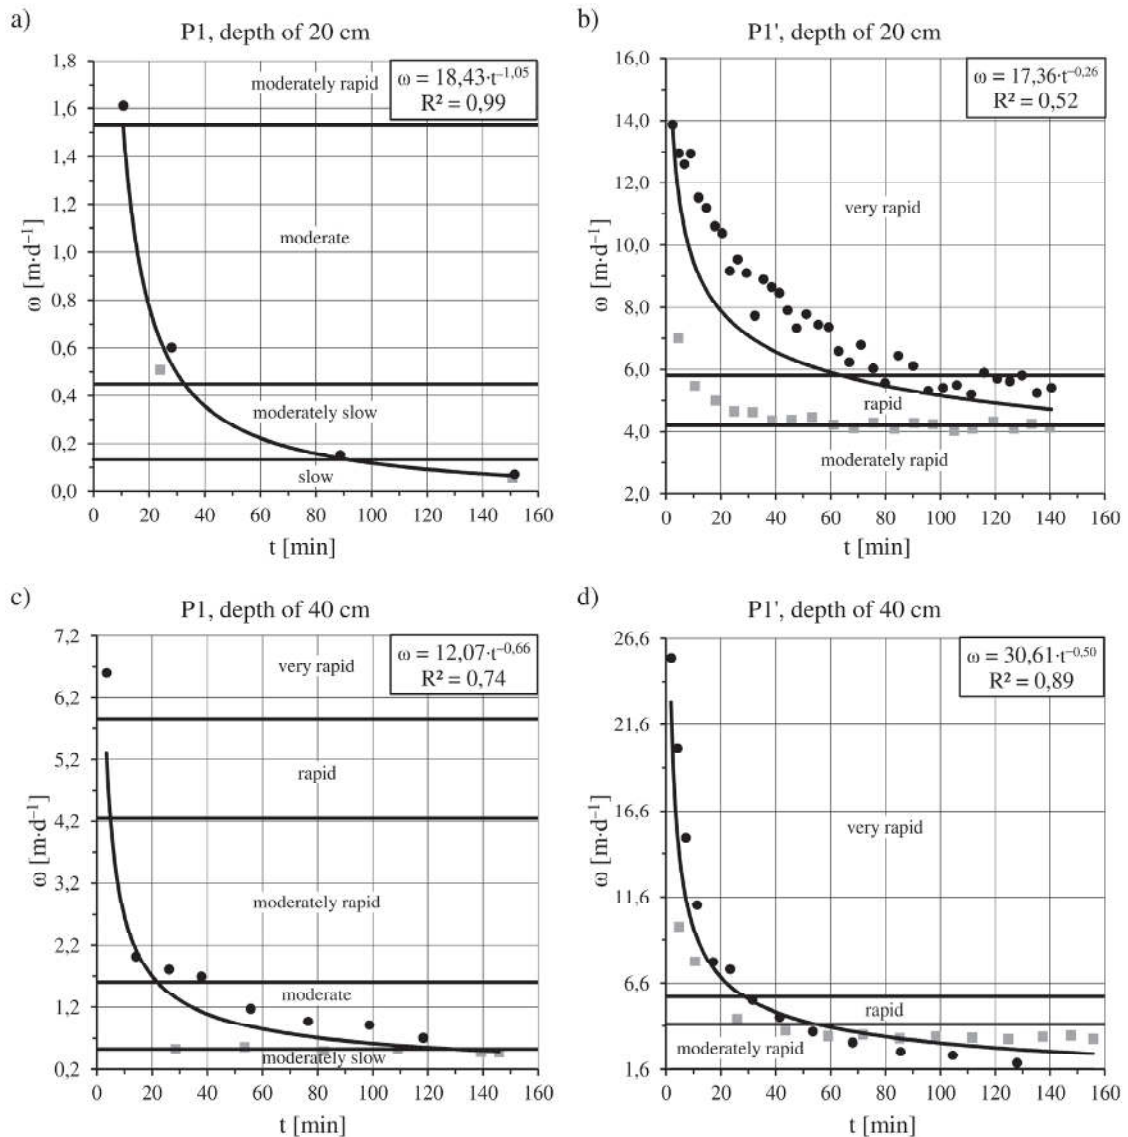 a)
P1, depth of 20 cm
1,8
1,6
1,4
1,2
1,0
0,8
0,6
0,4
0,2
0,0
ω [m·d⁻¹]
moderately rapid
ω = 18,43·t⁻¹,⁰⁵
R² = 0,99
moderate
moderately slow
slow
0 20 40 60 80 100 120 140 160
t [min]
b)
P1', depth of 20 cm
16,0
14,0
12,0
10,0
8,0
6,0
4,0
2,0
ω [m·d⁻¹]
ω = 17,36·t⁻⁰,²⁶
R² = 0,52
very rapid
rapid
moderately rapid
0 20 40 60 80 100 120 140 160
t [min]
c)
P1, depth of 40 cm
7,2
6,2
5,2
4,2
3,2
2,2
1,2
0,2
ω [m·d⁻¹]
very rapid
ω = 12,07·t⁻⁰,⁶⁶
R² = 0,74
rapid
moderately rapid
moderate
moderately slow
0 20 40 60 80 100 120 140 160
t [min]
d)
P1', depth of 40 cm
26,6
21,6
16,6
11,6
6,6
1,6
ω [m·d⁻¹]
ω = 30,61·t⁻⁰,⁵⁰
R² = 0,89
very rapid
rapid
moderately rapid
0 20 40 60 80 100 120 140 160
t [min]